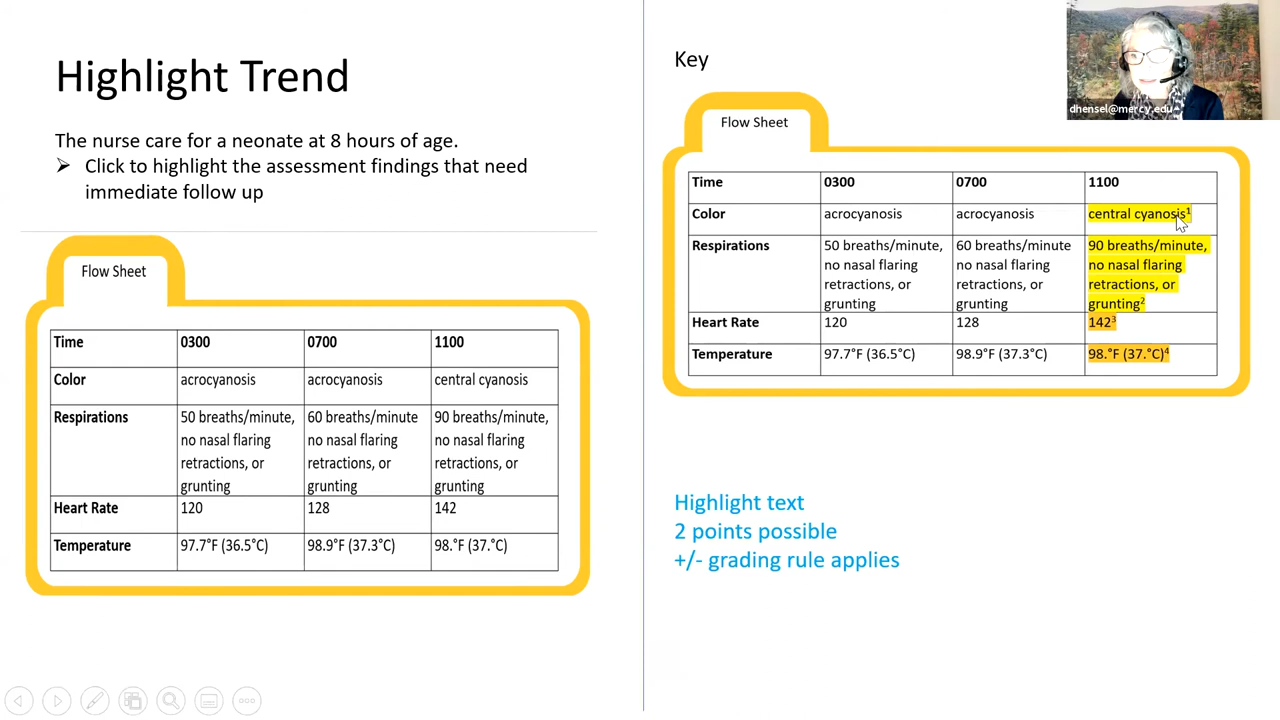 Highlight Trend
The nurse care for a neonate at 8 hours of age.
➢ Click to highlight the assessment findings that need
immediate follow up
Flow Sheet
Time 0300 0700 1100
Color acrocyanosis acrocyanosis central cyanosis
Respirations 50 breaths/minute, 60 breaths/minute 90 breaths/minute,
no nasal flaring no nasal flaring no nasal flaring
retractions, or retractions, or retractions, or
grunting grunting grunting
Heart Rate 120 128 142
Temperature 97.7°F (36.5°C) 98.9°F (37.3°C) 98.°F (37.°C)
Key
dhensel@mercy.edu
Flow Sheet
Time 0300 0700 1100
Color acrocyanosis acrocyanosis central cyanosis¹
Respirations 50 breaths/minute, 60 breaths/minute 90 breaths/minute,
no nasal flaring no nasal flaring no nasal flaring
retractions, or retractions, or retractions, or
grunting grunting grunting²
Heart Rate 120 128 142³
Temperature 97.7°F (36.5°C) 98.9°F (37.3°C) 98.°F (37.°C)⁴
Highlight text
2 points possible
+/- grading rule applies